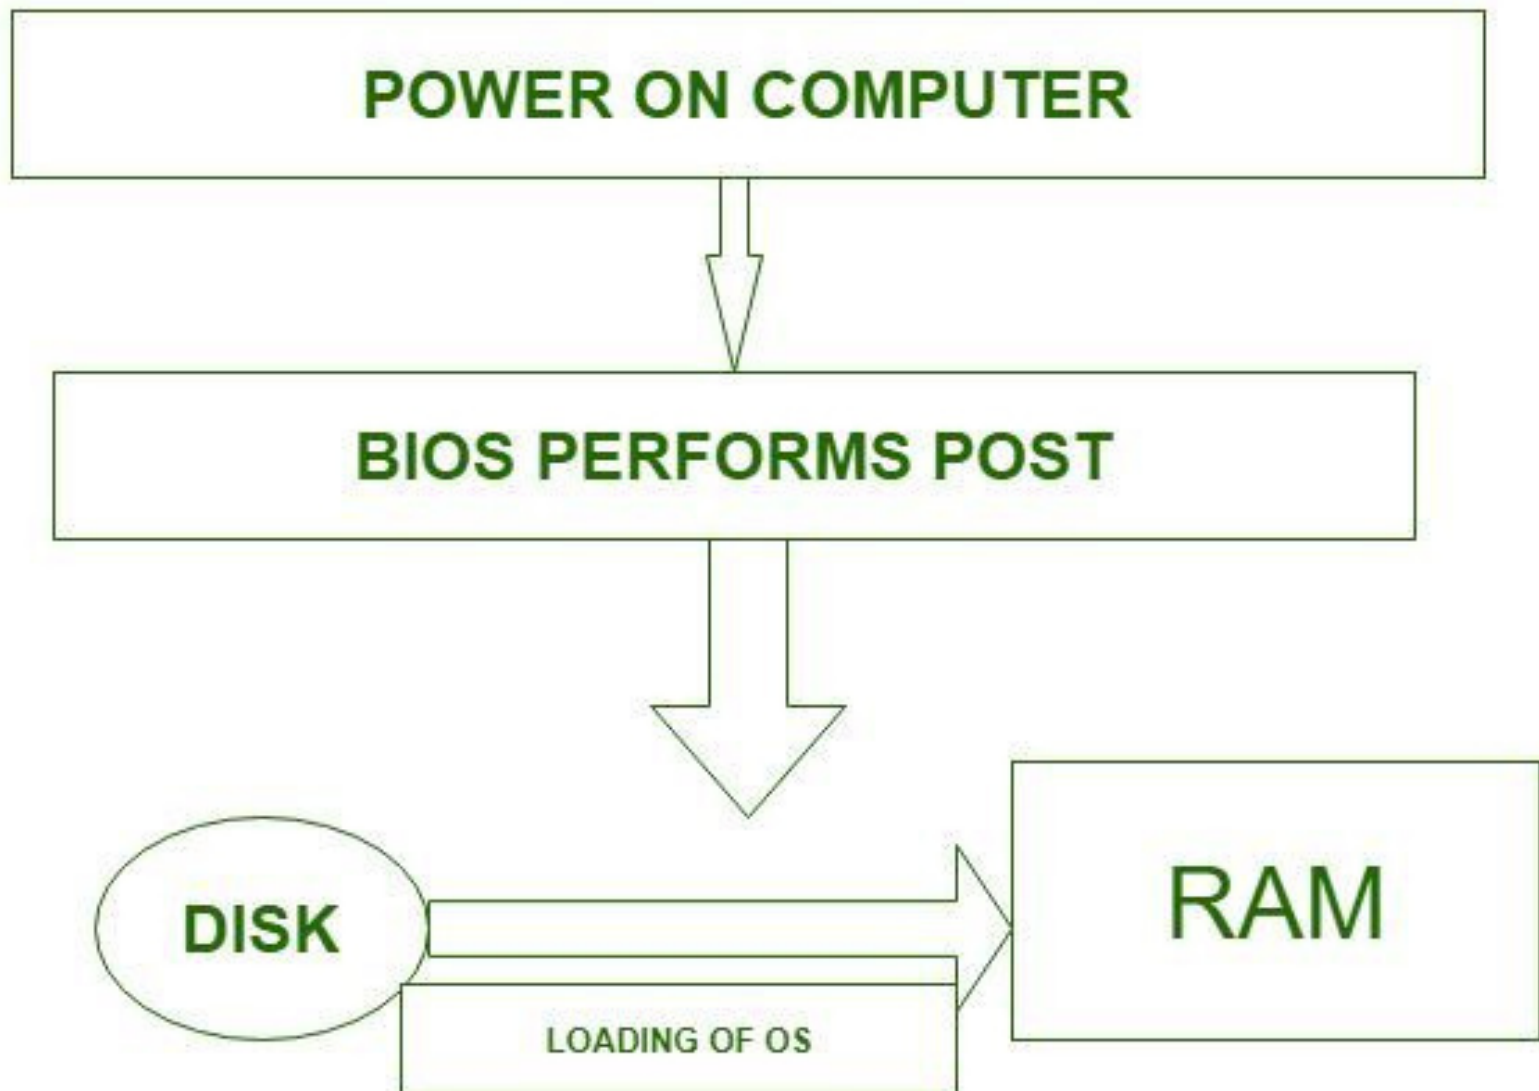 POWER ON COMPUTER
BIOS PERFORMS POST
DISK
RAM
LOADING OF OS